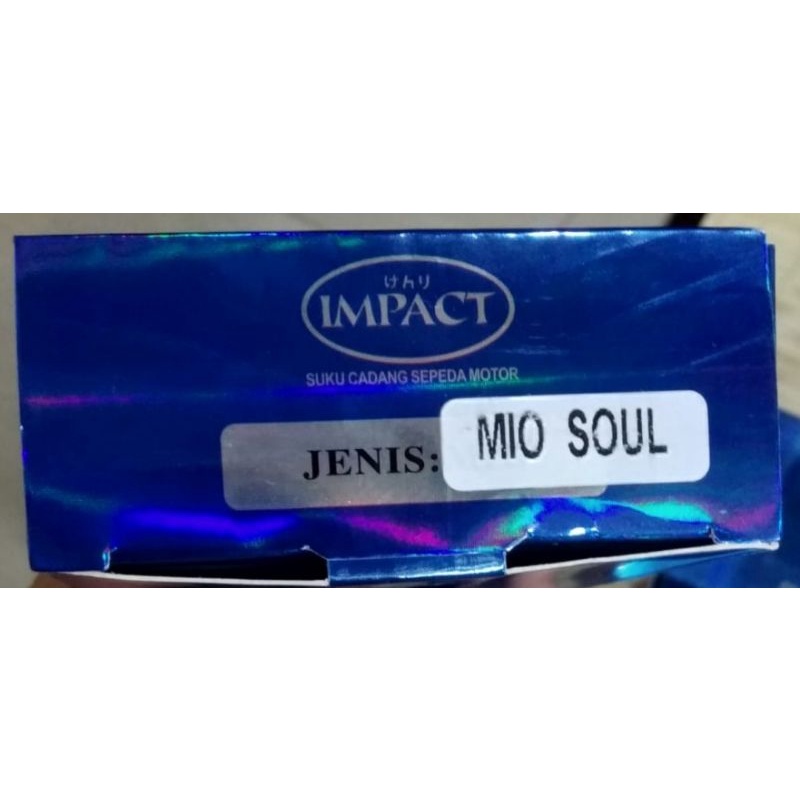 けんり
IMPACT
SUKU CADANG SEPEDA MOTOR
JENIS: MIO SOUL